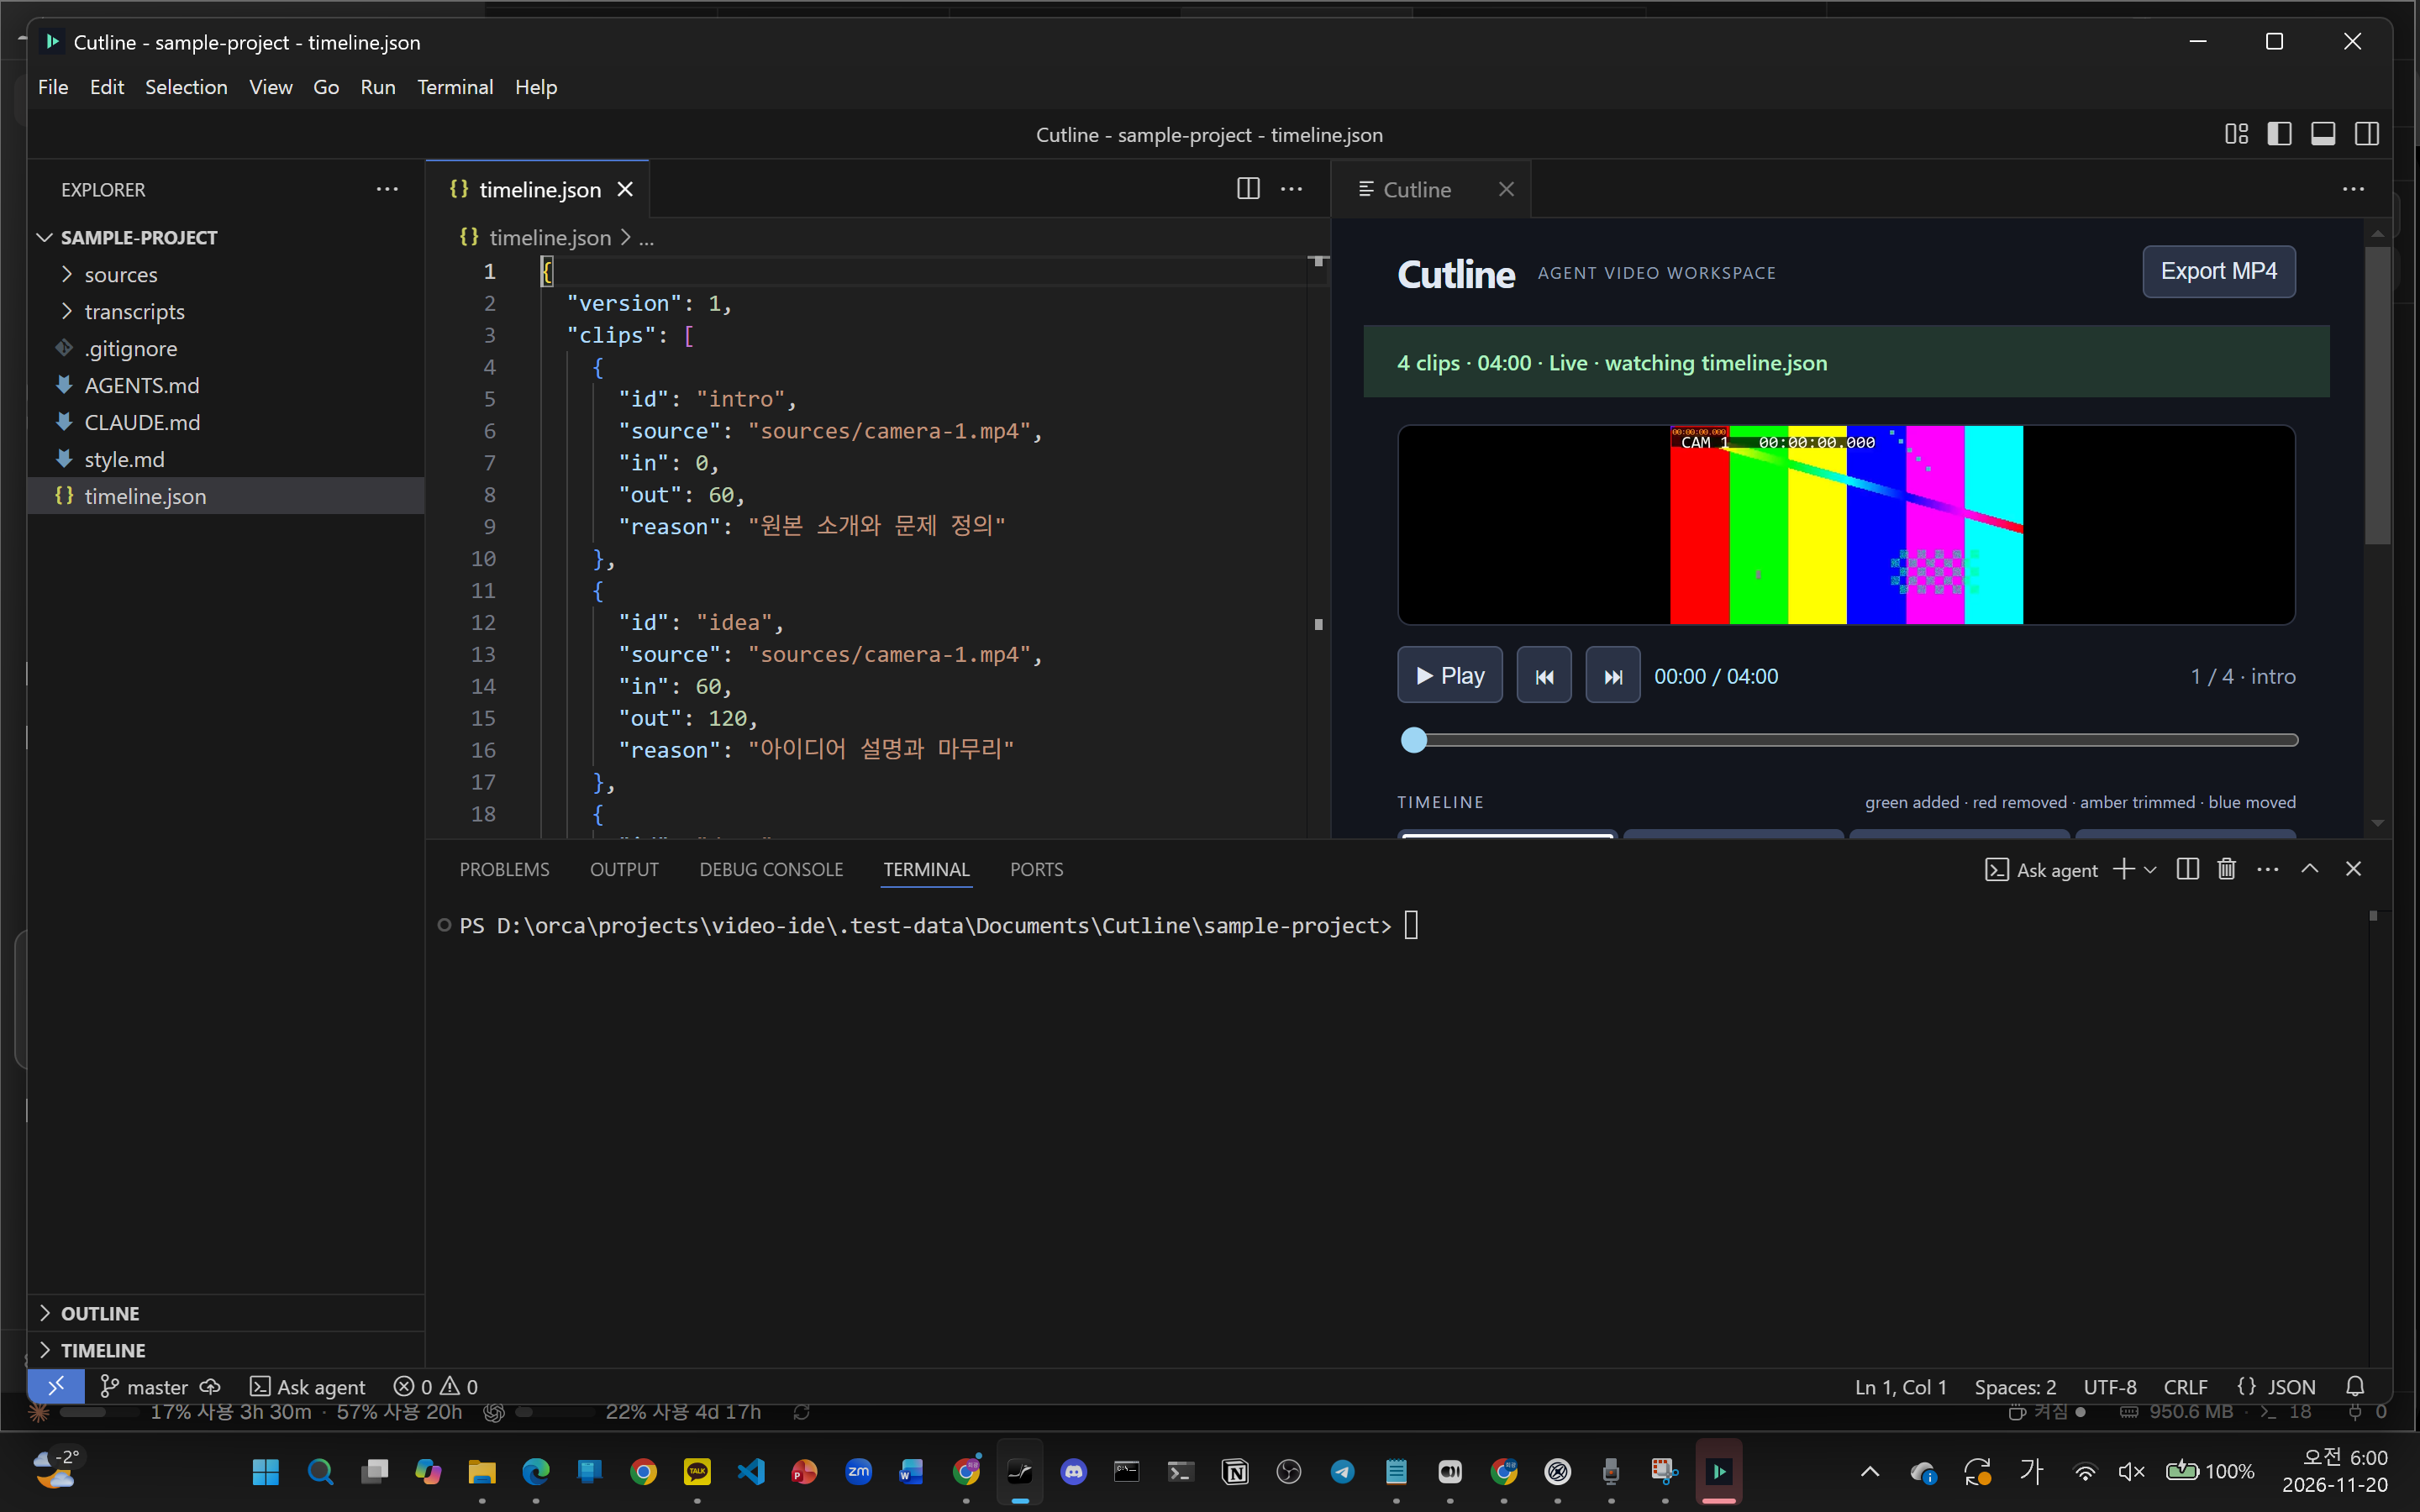 Cutline - sample-project - timeline.json
File Edit Selection View Go Run Terminal Help
Cutline - sample-project - timeline.json
EXPLORER
SAMPLE-PROJECT
sources
transcripts
.gitignore
AGENTS.md
CLAUDE.md
style.md
timeline.json
OUTLINE
TIMELINE
timeline.json
timeline.json > ...
1 {
2 "version": 1,
3 "clips": [
4 {
5 "id": "intro",
6 "source": "sources/camera-1.mp4",
7 "in": 0,
8 "out": 60,
9 "reason": "원본 소개와 문제 정의"
10 },
11 {
12 "id": "idea",
13 "source": "sources/camera-1.mp4",
14 "in": 60,
15 "out": 120,
16 "reason": "아이디어 설명과 마무리"
17 },
18 {
Cutline
Cutline AGENT VIDEO WORKSPACE
Export MP4
4 clips · 04:00 · Live · watching timeline.json
00:00:00.000
CAM 1 00:00:00.000
Play
00:00 / 04:00
1 / 4 · intro
TIMELINE
green added · red removed · amber trimmed · blue moved
PROBLEMS OUTPUT DEBUG CONSOLE TERMINAL PORTS
Ask agent
PS D:\orca\projects\video-ide\.test-data\Documents\Cutline\sample-project>
master Ask agent 0 0
Ln 1, Col 1 Spaces: 2 UTF-8 CRLF {} JSON
17% 사용 3h 30m · 57% 사용 20h 22% 사용 4d 17h
켜짐 950.6 MB · 18 0
-2°
TALK
zm
가
100%
오전 6:00
2026-11-20